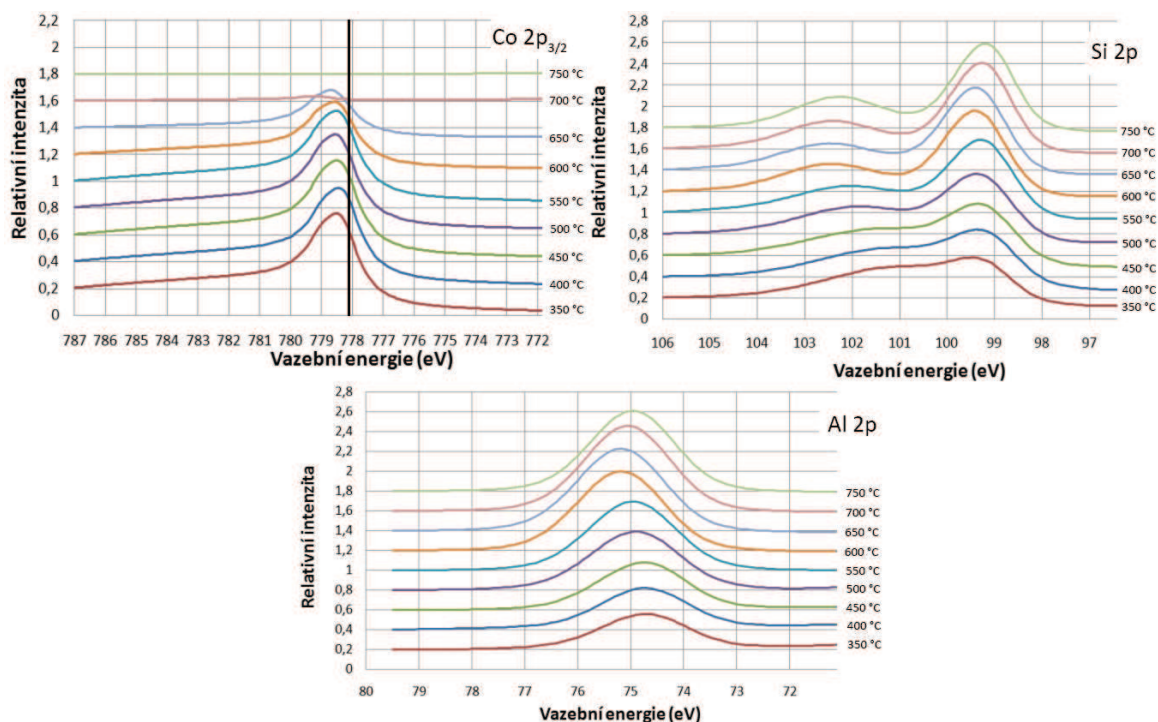 Co 2p3/2
Relativní intenzita
2,2
2
1,8
1,6
1,4
1,2
1
0,8
0,6
0,4
0,2
0
750 °C
700 °C
650 °C
600 °C
550 °C
500 °C
450 °C
400 °C
350 °C
787 786 785 784 783 782 781 780 779 778 777 776 775 774 773 772
Vazební energie (eV)
Si 2p
Relativní intenzita
2,8
2,6
2,4
2,2
2
1,8
1,6
1,4
1,2
1
0,8
0,6
0,4
0,2
0
750 °C
700 °C
650 °C
600 °C
550 °C
500 °C
450 °C
400 °C
350 °C
106 105 104 103 102 101 100 99 98 97
Vazební energie (eV)
Al 2p
Relativní intenzita
2,8
2,6
2,4
2,2
2
1,8
1,6
1,4
1,2
1
0,8
0,6
0,4
0,2
0
750 °C
700 °C
650 °C
600 °C
550 °C
500 °C
450 °C
400 °C
350 °C
80 79 78 77 76 75 74 73 72
Vazební energie (eV)